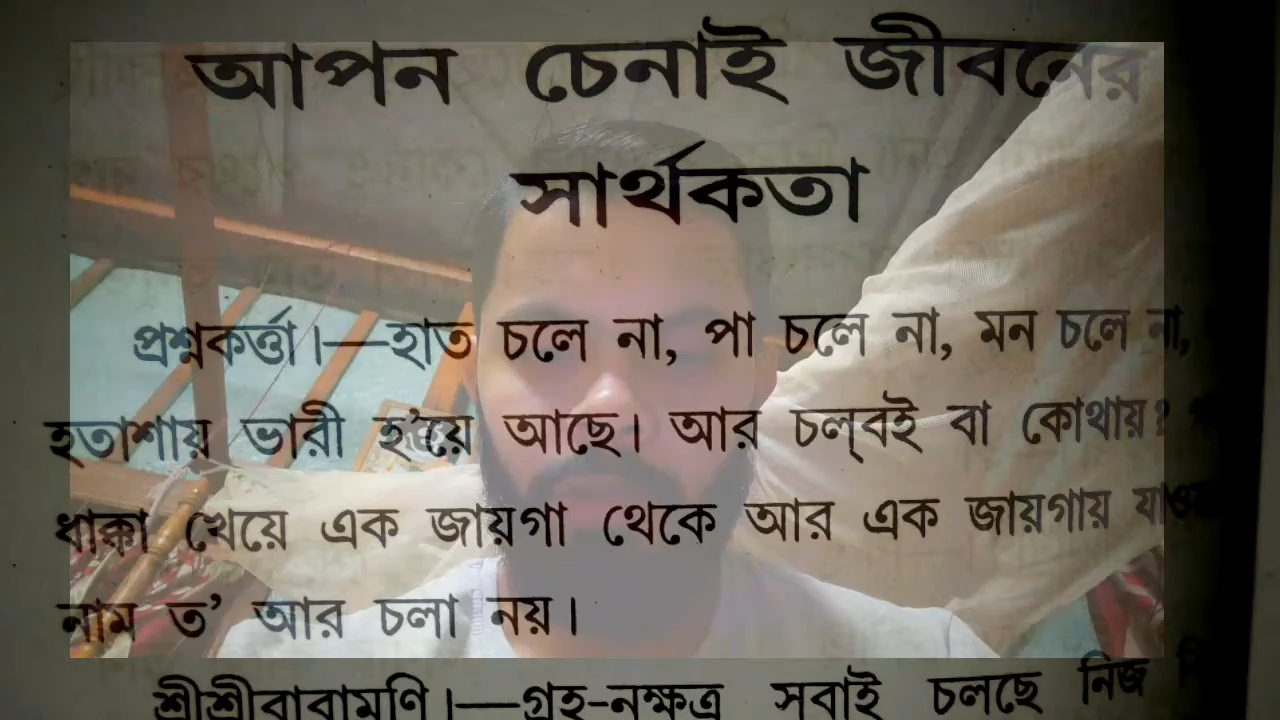 আপন চেনাই জীবনের
সার্থকতা
প্রশ্নকর্ত্তা।—হাত চলে না, পা চলে না, মন চলে না,
হতাশায় ভারী হ’য়ে আছে। আর চল্‌বই বা কোথায়?
ধাক্কা খেয়ে এক জায়গা থেকে আর এক জায়গায়
নাম ত’ আর চলা নয়।
শ্রীশ্রীবাবামণি।—গ্রহ-নক্ষত্র সবাই চলছে নিজ